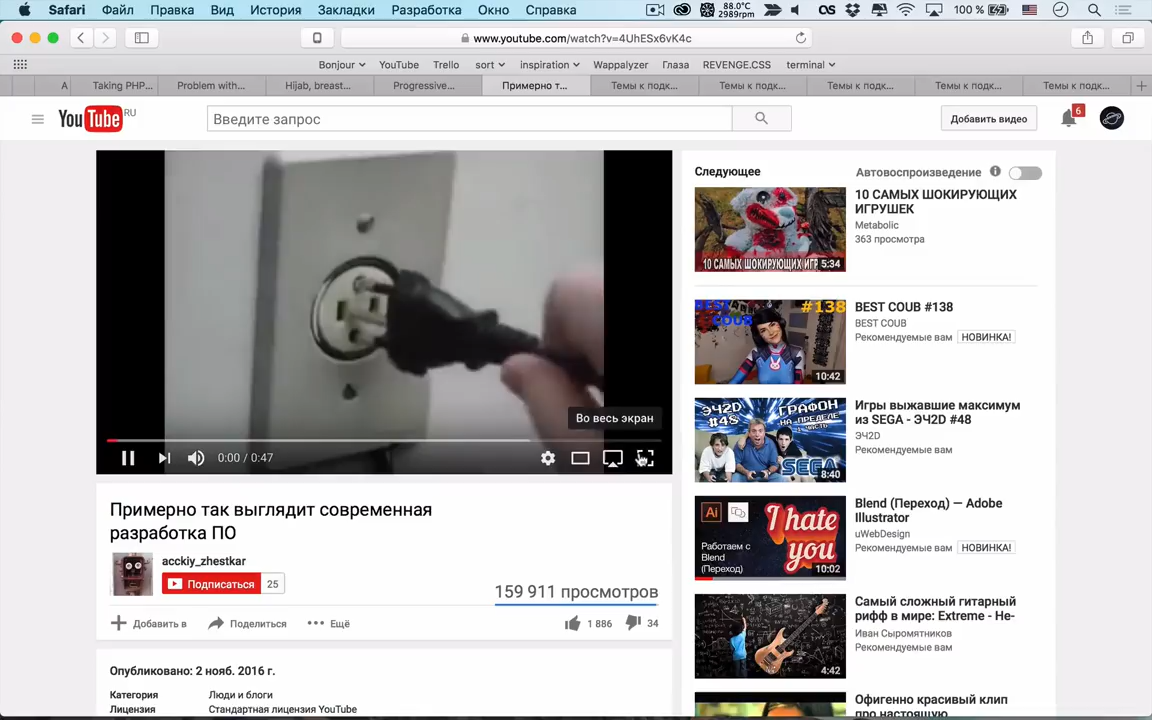 Safari Файл Правка Вид История Закладки Разработка Окно Справка 88.0°C 2989rpm 100 %
www.youtube.com/watch?v=4UhESx6vK4c
Bonjour YouTube Trello sort inspiration Wappalyzer Глаза REVENGE.CSS terminal
A Taking PHP... Problem with... Hijab, breast... Progressive... Примерно т... Темы к подк... Темы к подк... Темы к подк... Темы к подк... Темы к подк...
YouTube RU
Введите запрос
Добавить видео
6
Во весь экран
0:00 / 0:47
Примерно так выглядит современная
разработка ПО
acckiy_zhestkar
Подписаться 25
159 911 просмотров
Добавить в Поделиться Ещё 1 886 34
Опубликовано: 2 нояб. 2016 г.
Категория Люди и блоги
Лицензия Стандартная лицензия YouTube
Следующее Автовоспроизведение
10 САМЫХ ШОКИРУЮЩИХ ИГР
5:34
10 САМЫХ ШОКИРУЮЩИХ
ИГРУШЕК
Metabolic
363 просмотра
BEST
COUB
#138
10:42
BEST COUB #138
BEST COUB
Рекомендуемые вам НОВИНКА!
ЭЧ2D
#48
ГРАФОН
НА ПРЕДЕЛЕ
SEGA
8:40
Игры выжавшие максимум
из SEGA - ЭЧ2D #48
ЭЧ2D
Рекомендуемые вам
Ai
I hate
you
Работаем с
Blend
(Переход)
10:02
Blend (Переход) — Adobe
Illustrator
uWebDesign
Рекомендуемые вам НОВИНКА!
4:42
Самый сложный гитарный
рифф в мире: Extreme - He-
Иван Сыромятников
Рекомендуемые вам
Офигенно красивый клип
про настоящую